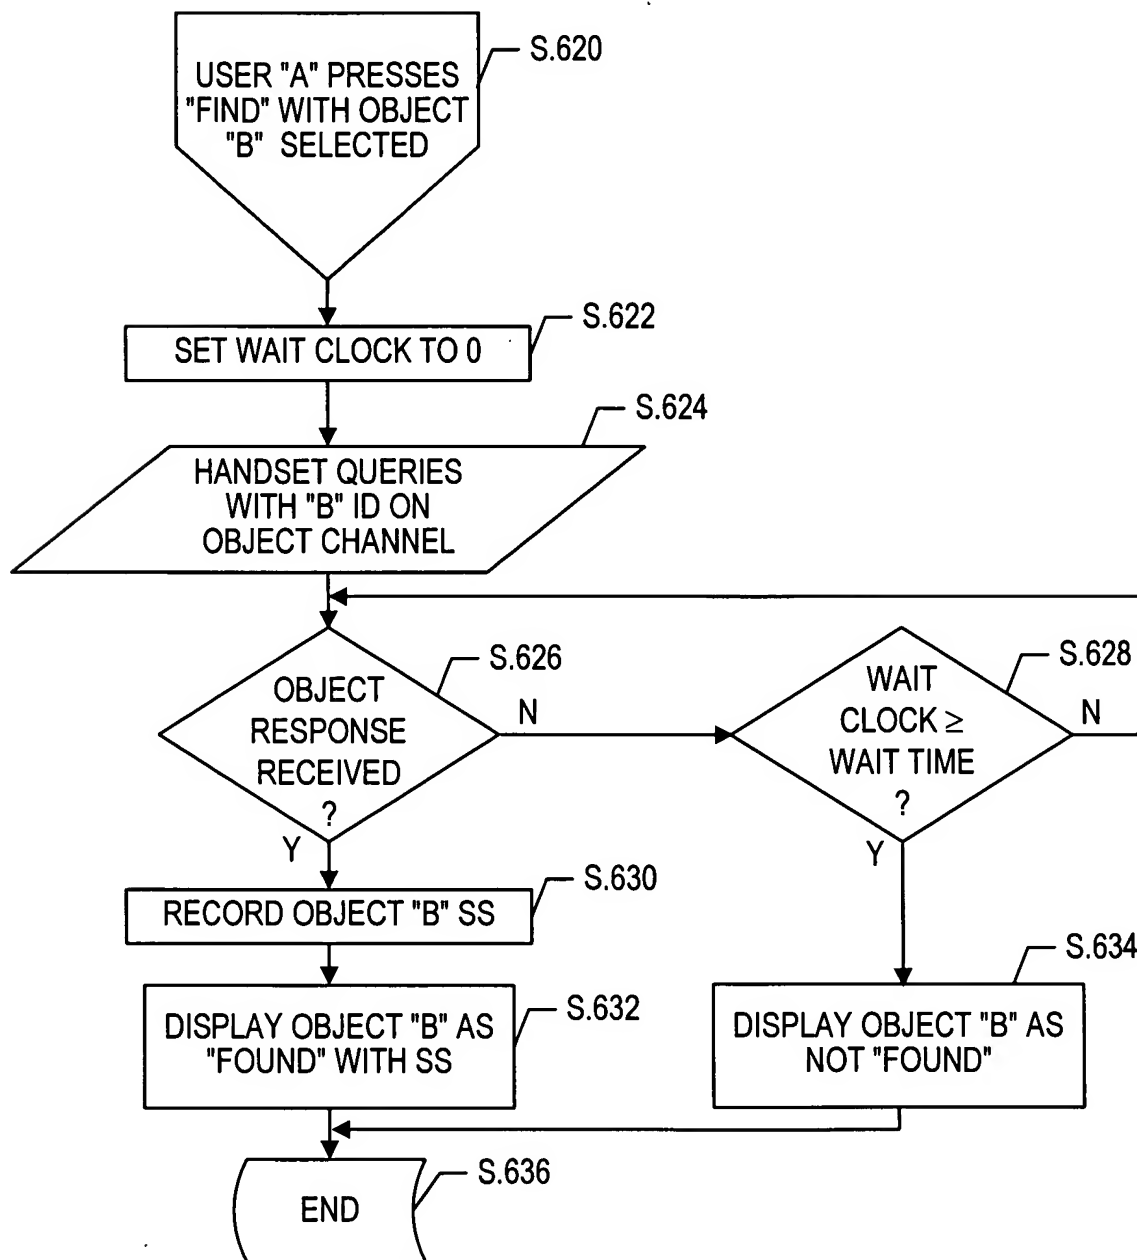 USER "A" PRESSES
"FIND" WITH OBJECT
"B" SELECTED
S.620
SET WAIT CLOCK TO 0
S.622
HANDSET QUERIES
WITH "B" ID ON
OBJECT CHANNEL
S.624
OBJECT
RESPONSE
RECEIVED
?
S.626
N
Y
WAIT
CLOCK ≥
WAIT TIME
?
S.628
N
Y
RECORD OBJECT "B" SS
S.630
DISPLAY OBJECT "B" AS
"FOUND" WITH SS
S.632
DISPLAY OBJECT "B" AS
NOT "FOUND"
S.634
END
S.636